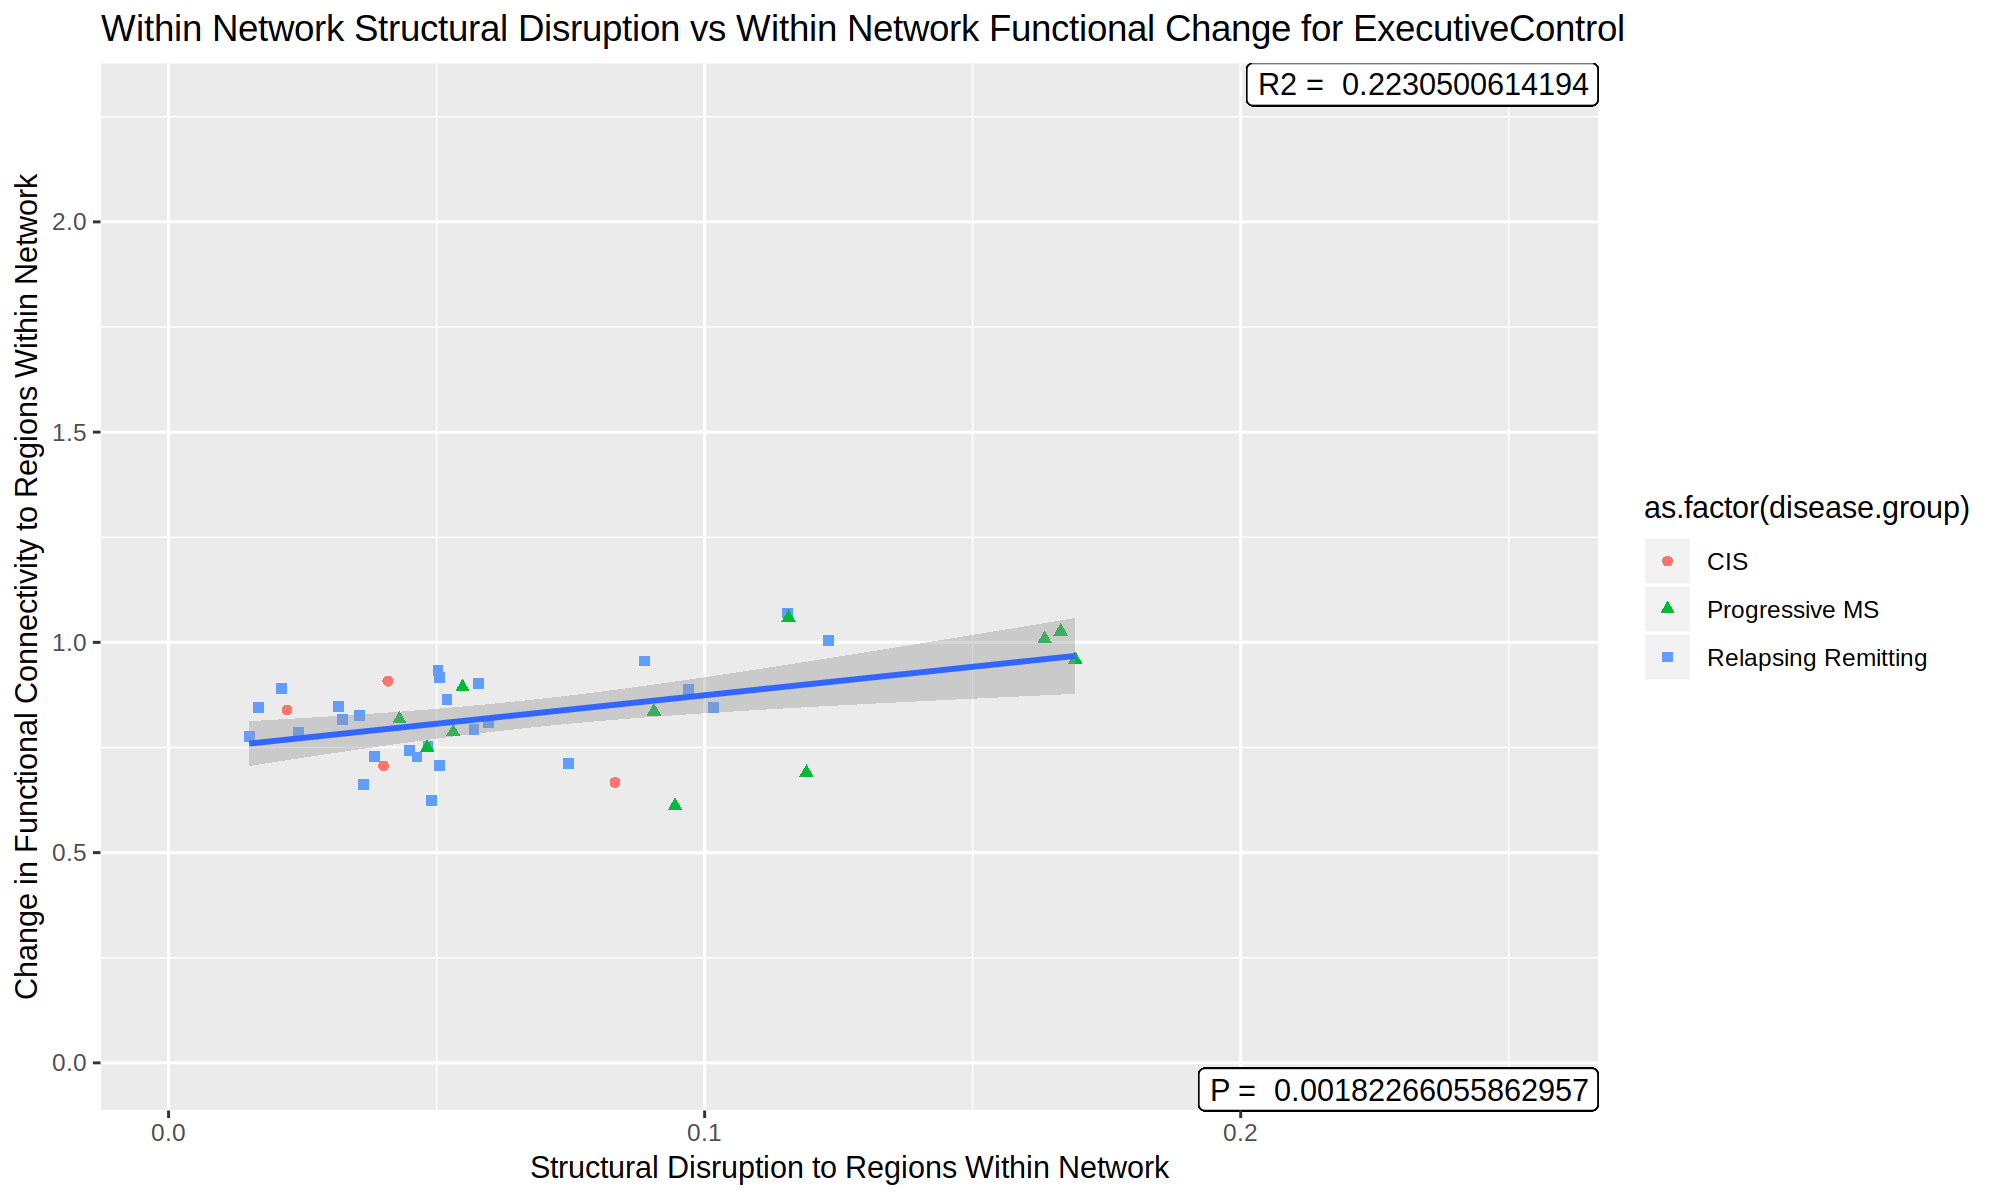 Within Network Structural Disruption vs Within Network Functional Change for ExecutiveControl
R2 =  0.2230500614194
Change in Functional Connectivity to Regions Within Network
2.0
1.5
1.0
0.5
0.0
as.factor(disease.group)
CIS
Progressive MS
Relapsing Remitting
P =  0.00182266055862957
0.0
0.1
0.2
Structural Disruption to Regions Within Network